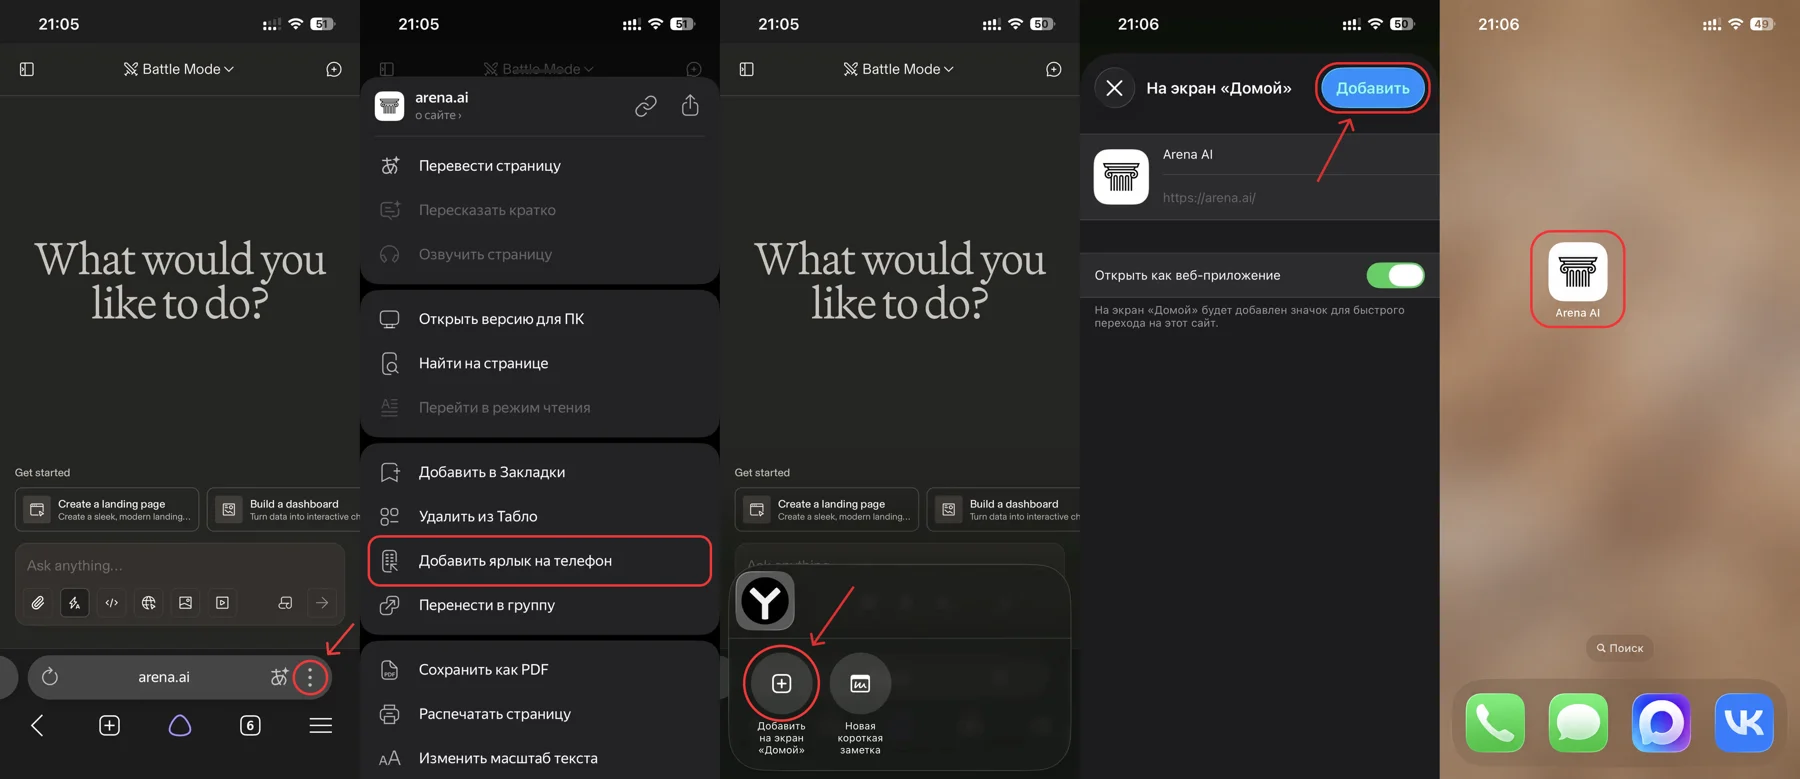 21:05
51
Battle Mode
What would you
like to do?
Get started
Create a landing page
Create a sleek, modern landing...
Build a dashboard
Turn data into interactive ch
Ask anything...
arena.ai
6
21:05
51
Battle Mode
arena.ai
о сайте ›
Перевести страницу
Пересказать кратко
Озвучить страницу
Открыть версию для ПК
Найти на странице
Перейти в режим чтения
Добавить в Закладки
Удалить из Табло
Добавить ярлык на телефон
Перенести в группу
PDF
Сохранить как PDF
Распечатать страницу
AA
Изменить масштаб текста
21:05
50
Battle Mode
What would you
like to do?
Get started
Create a landing page
Create a sleek, modern landing...
Build a dashboard
Turn data into interactive ch
Ask anything...
Y
Добавить
на экран
«Домой»
Новая
короткая
заметка
21:06
50
На экран «Домой»
Добавить
Arena AI
https://arena.ai/
Открыть как веб-приложение
На экран «Домой» будет добавлен значок для быстрого
перехода на этот сайт.
21:06
49
Arena AI
Поиск
VK